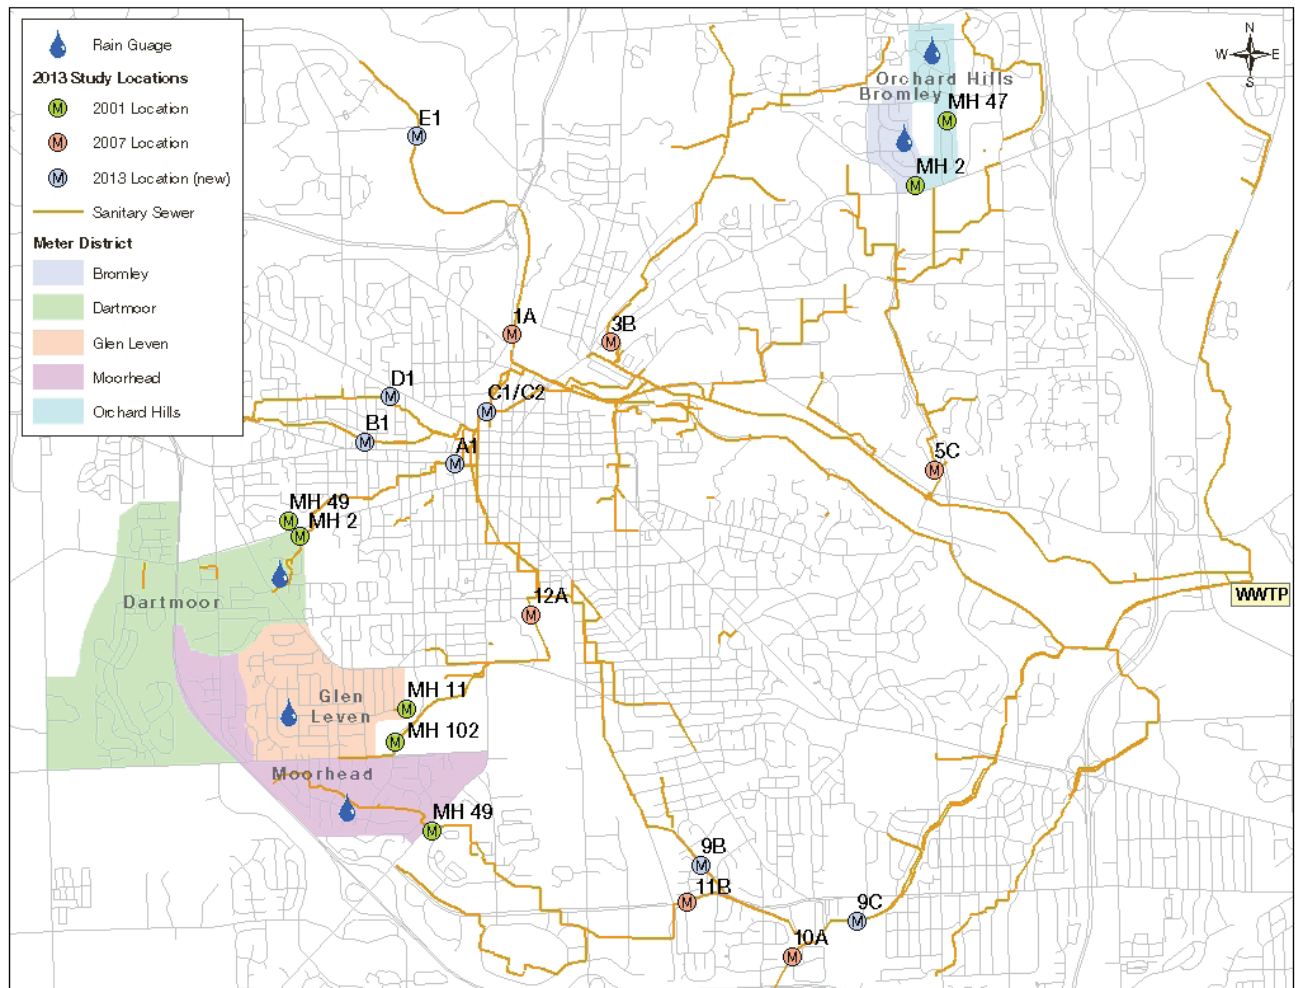 Rain Guage
2013 Study Locations
M 2001 Location
M 2007 Location
M 2013 Location (new)
Sanitary Sewer
Meter District
Bromley
Dartmoor
Glen Leven
Moorhead
Orchard Hills
N
W E
S
Orchard Hills
Bromley
MH 47
M
MH 2
M
E1
M
1A
M
3B
M
D1
M
C1/C2
M
B1
M
A1
M
5C
M
MH 49
M
MH 2
M
Dartmoor
12A
M
WWTP
Glen
Leven
MH 11
M
MH 102
M
Moorhead
MH 49
M
9B
M
11B
M
9C
M
10A
M